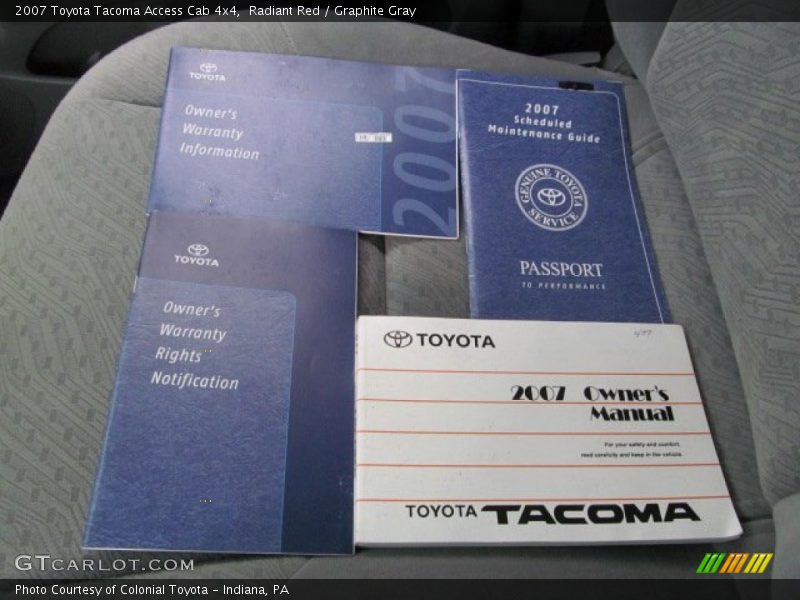 2007 Toyota Tacoma Access Cab 4x4,  Radiant Red / Graphite Gray
TOYOTA
Owner's
Warranty
Information
2007
2007
Scheduled
Maintenance Guide
GENUINE TOYOTA
SERVICE
PASSPORT
TO PERFORMANCE
TOYOTA
Owner's
Warranty
Rights
Notification
TOYOTA
2007 Owner's
Manual
For your safety and comfort,
read carefully and keep in the vehicle.
TOYOTA TACOMA
GTCARLOT.COM
Photo Courtesy of Colonial Toyota - Indiana, PA